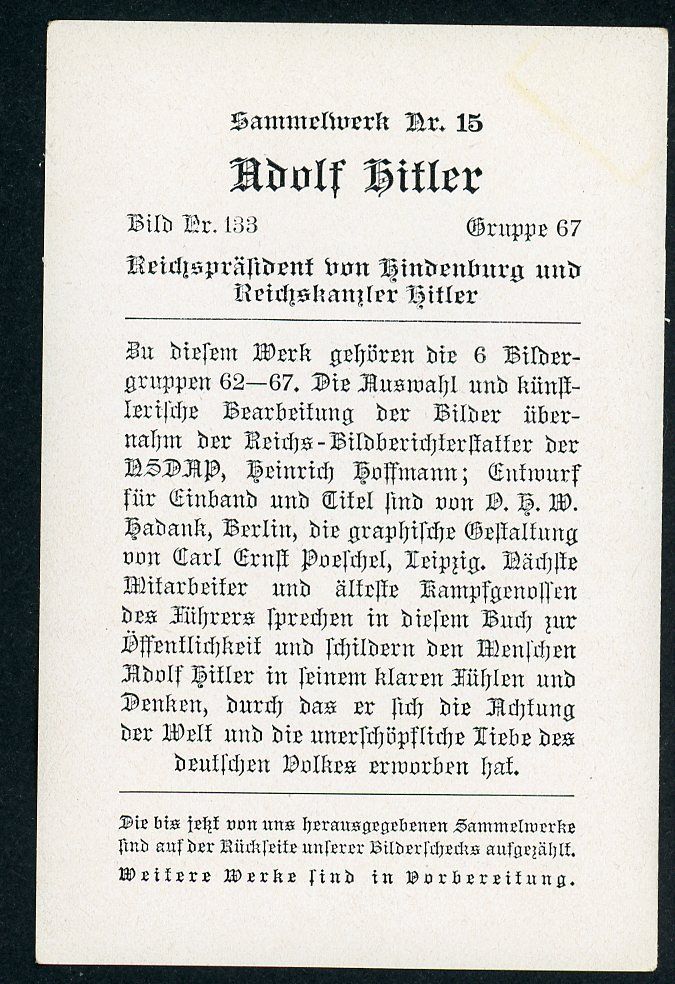 Sammelwerk Nr. 15
Adolf Hitler
Bild Nr. 133 Gruppe 67
Reichspräsident von Hindenburg und
Reichskanzler Hitler
Zu diesem Werk gehören die 6 Bilder-
gruppen 62—67. Die Auswahl und künst-
lerische Bearbeitung der Bilder über-
nahm der Reichs-Bildberichterstatter der
NSDAP, Heinrich Hoffmann; Entwurf
für Einband und Titel sind von O. H. W.
Hadank, Berlin, die graphische Gestaltung
von Carl Ernst Poeschel, Leipzig. Nächste
Mitarbeiter und älteste Kampfgenossen
des Führers sprechen in diesem Buch zur
Öffentlichkeit und schildern den Menschen
Adolf Hitler in seinem klaren Fühlen und
Denken, durch das er sich die Achtung
der Welt und die unerschöpfliche Liebe des
deutschen Volkes erworben hat.
Die bis jetzt von uns herausgegebenen Sammelwerke
sind auf der Rückseite unserer Bilderschecks aufgezählt.
Weitere Werke sind in Vorbereitung.